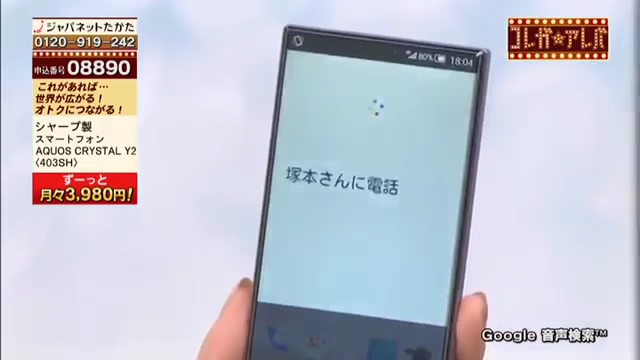 ジャパネットたかた
0120-919-242
申込番号 08890
これがあれば…
世界が広がる!
オトクにつながる!
シャープ製
スマートフォン
AQUOS CRYSTAL Y2
〈403SH〉
ずーっと
月々3,980円!
コレガ★アレバ
80% 18:04
塚本さんに電話
Google 音声検索™